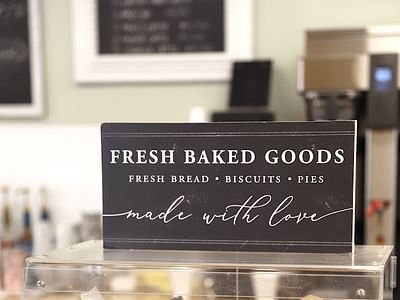 FRESH BAKED GOODS
FRESH BREAD • BISCUITS • PIES
made with love